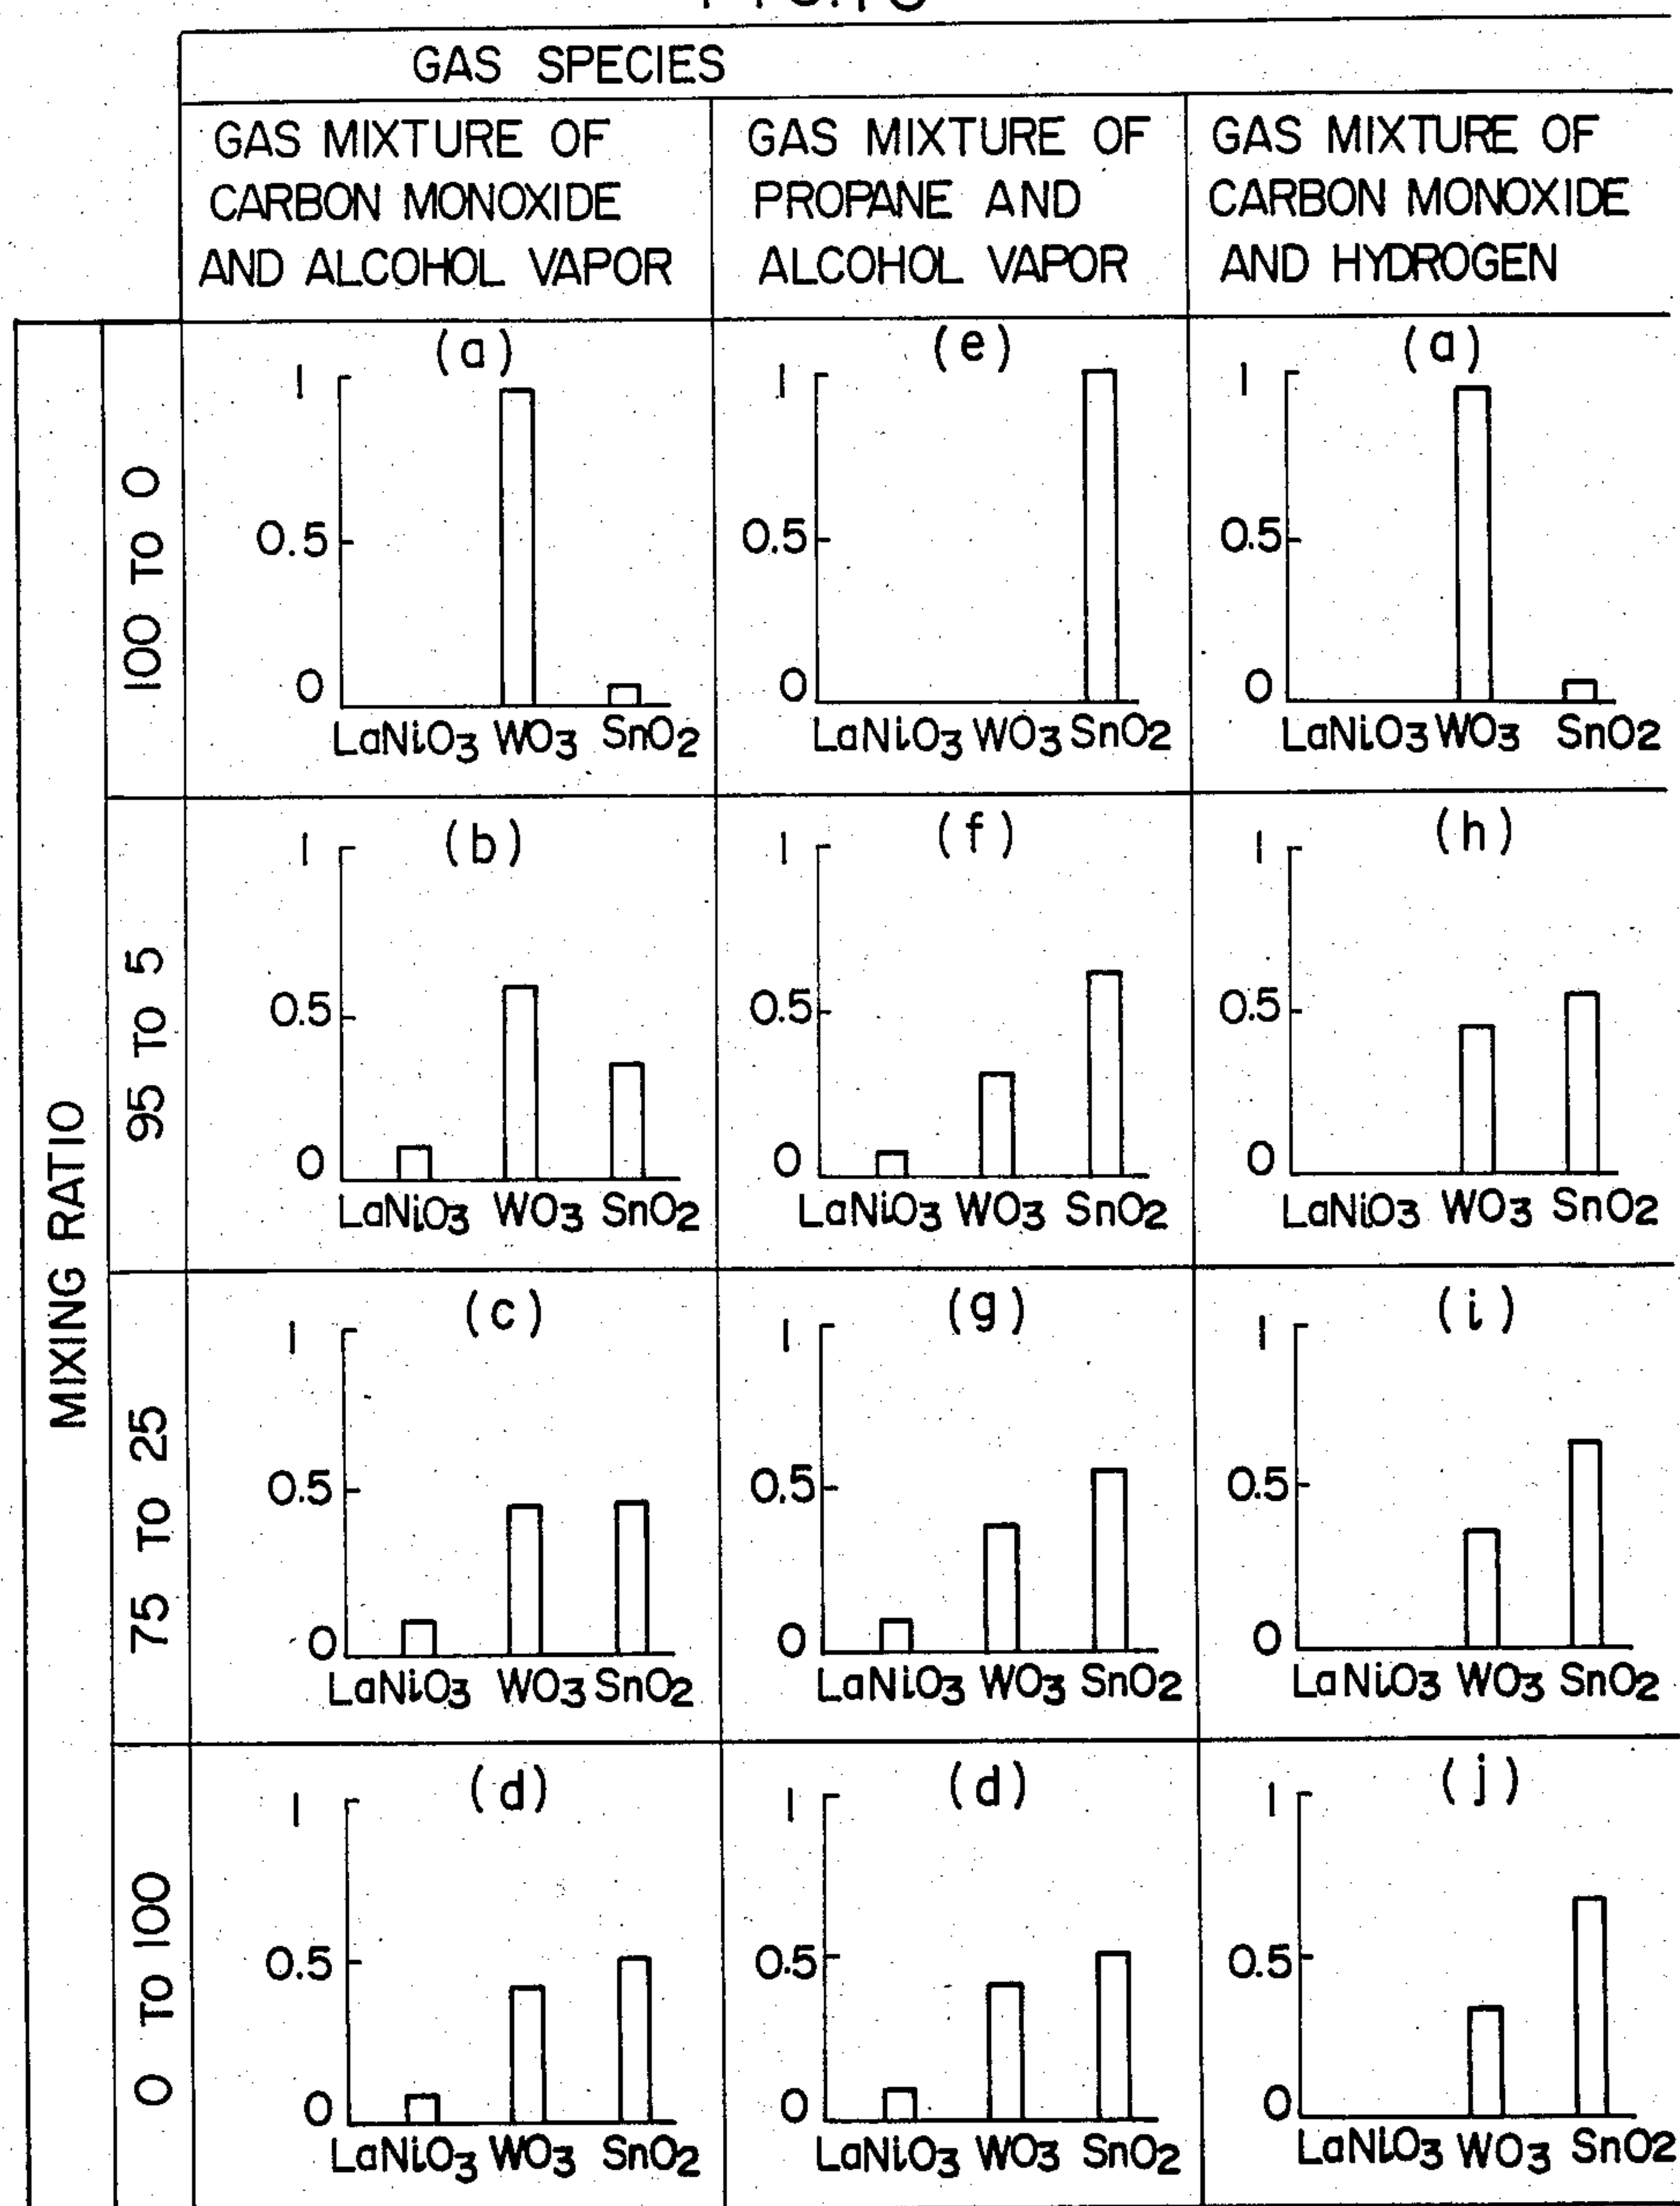 GAS SPECIES
GAS MIXTURE OF
CARBON MONOXIDE
AND ALCOHOL VAPOR
GAS MIXTURE OF
PROPANE AND
ALCOHOL VAPOR
GAS MIXTURE OF
CARBON MONOXIDE
AND HYDROGEN
MIXING RATIO
100 TO 0
(a)
1
0.5
0
LaNiO3 WO3 SnO2
(e)
1
0.5
0
LaNiO3 WO3 SnO2
(a)
1
0.5
0
LaNiO3 WO3 SnO2
95 TO 5
(b)
1
0.5
0
LaNiO3 WO3 SnO2
(f)
1
0.5
0
LaNiO3 WO3 SnO2
(h)
1
0.5
0
LaNiO3 WO3 SnO2
75 TO 25
(c)
1
0.5
0
LaNiO3 WO3 SnO2
(g)
1
0.5
0
LaNiO3 WO3 SnO2
(i)
1
0.5
0
LaNiO3 WO3 SnO2
0 TO 100
(d)
1
0.5
0
LaNiO3 WO3 SnO2
(d)
1
0.5
0
LaNiO3 WO3 SnO2
(j)
1
0.5
0
LaNiO3 WO3 SnO2